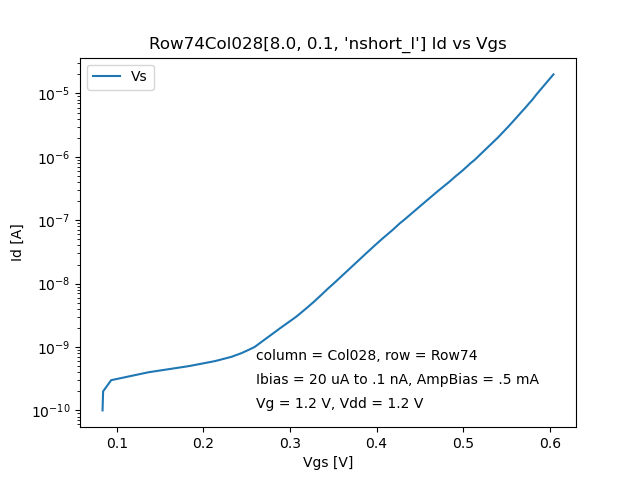 Row74Col028[8.0, 0.1, 'nshort_l'] Id vs Vgs
Vs
Id [A]
10⁻⁵
10⁻⁶
10⁻⁷
10⁻⁸
10⁻⁹
10⁻¹⁰
column = Col028, row = Row74
Ibias = 20 uA to .1 nA, AmpBias = .5 mA
Vg = 1.2 V, Vdd = 1.2 V
0.1 0.2 0.3 0.4 0.5 0.6
Vgs [V]